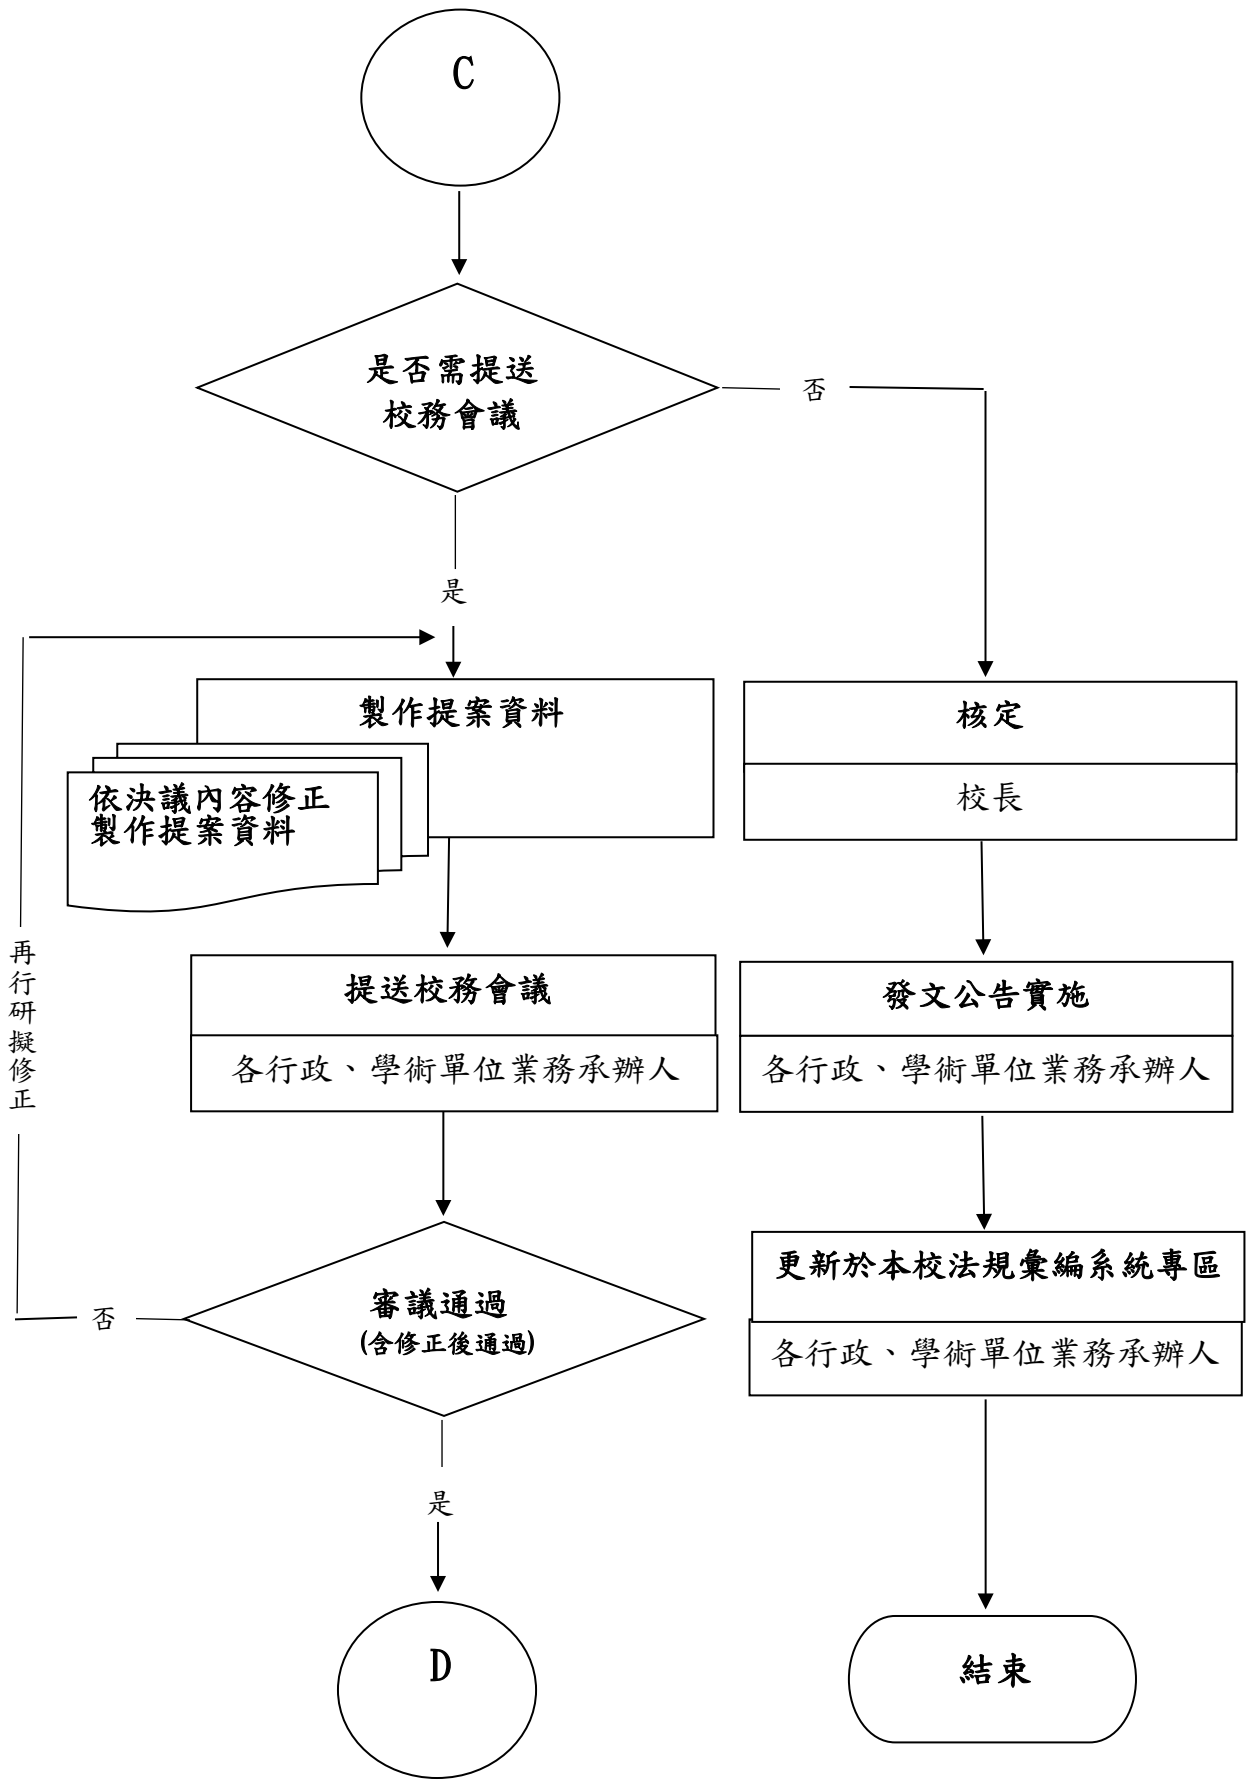 C
是否需提送
校務會議
否
是
製作提案資料
依決議內容修正
製作提案資料
核定
校長
再行研擬修正
提送校務會議
各行政、學術單位業務承辦人
發文公告實施
各行政、學術單位業務承辦人
審議通過
(含修正後通過)
否
更新於本校法規彙編系統專區
各行政、學術單位業務承辦人
是
D
結束